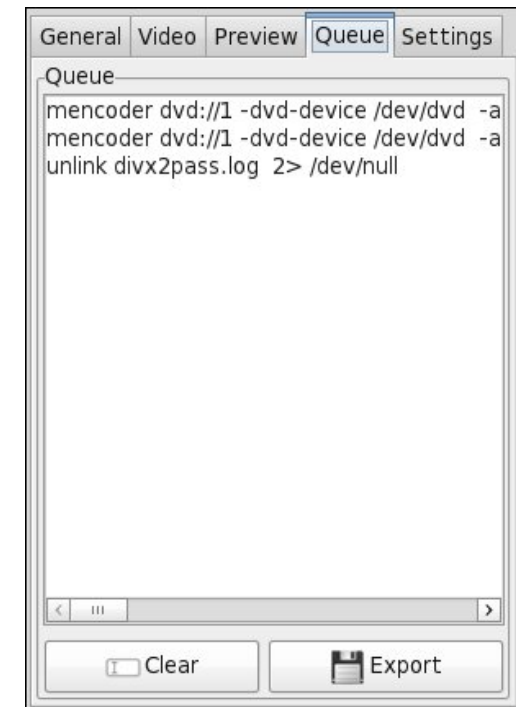 General Video Preview Queue Settings
Queue
mencoder dvd://1 -dvd-device /dev/dvd  -a
mencoder dvd://1 -dvd-device /dev/dvd  -a
unlink divx2pass.log  2> /dev/null
Clear Export